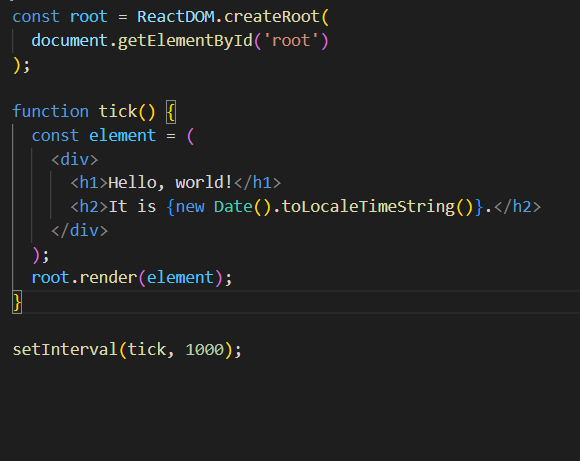 const root = ReactDOM.createRoot(
  document.getElementById('root')
);

function tick() {
  const element = (
    <div>
      <h1>Hello, world!</h1>
      <h2>It is {new Date().toLocaleTimeString()}.</h2>
    </div>
  );
  root.render(element);
}

setInterval(tick, 1000);